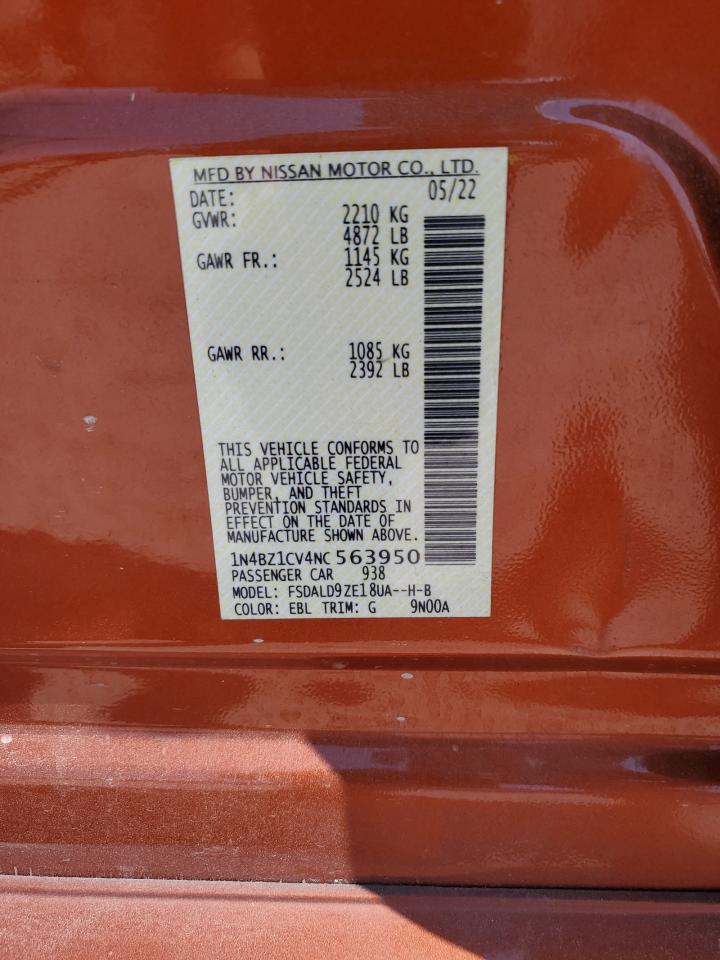 MFD BY NISSAN MOTOR CO., LTD.
DATE: 05/22
GVWR: 2210 KG
4872 LB
GAWR FR.: 1145 KG
2524 LB
GAWR RR.: 1085 KG
2392 LB
THIS VEHICLE CONFORMS TO
ALL APPLICABLE FEDERAL
MOTOR VEHICLE SAFETY,
BUMPER, AND THEFT
PREVENTION STANDARDS IN
EFFECT ON THE DATE OF
MANUFACTURE SHOWN ABOVE.
1N4BZ1CV4NC563950
PASSENGER CAR 938
MODEL: FSDALD9ZE18UA--H-B
COLOR: EBL TRIM: G 9N00A